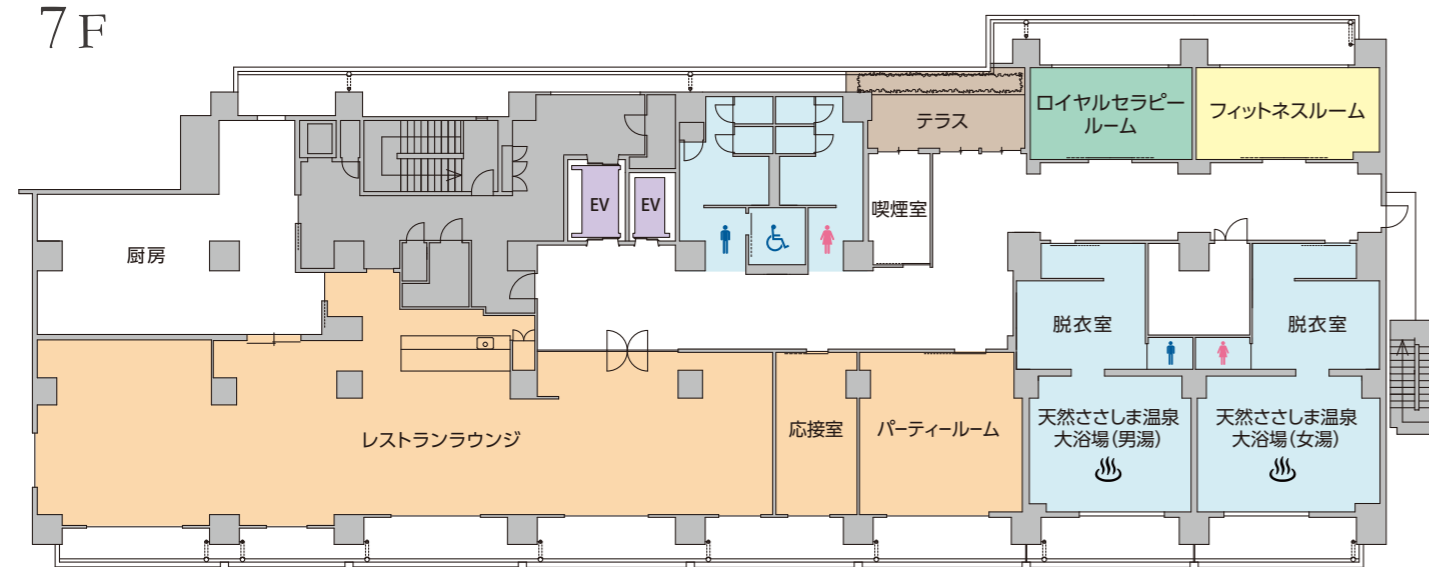 7F
ロイヤルセラピー
ルーム
フィットネスルーム
テラス
EV
EV
喫煙室
厨房
脱衣室
脱衣室
レストランラウンジ
応接室
パーティールーム
天然ささしま温泉
大浴場(男湯)
天然ささしま温泉
大浴場(女湯)